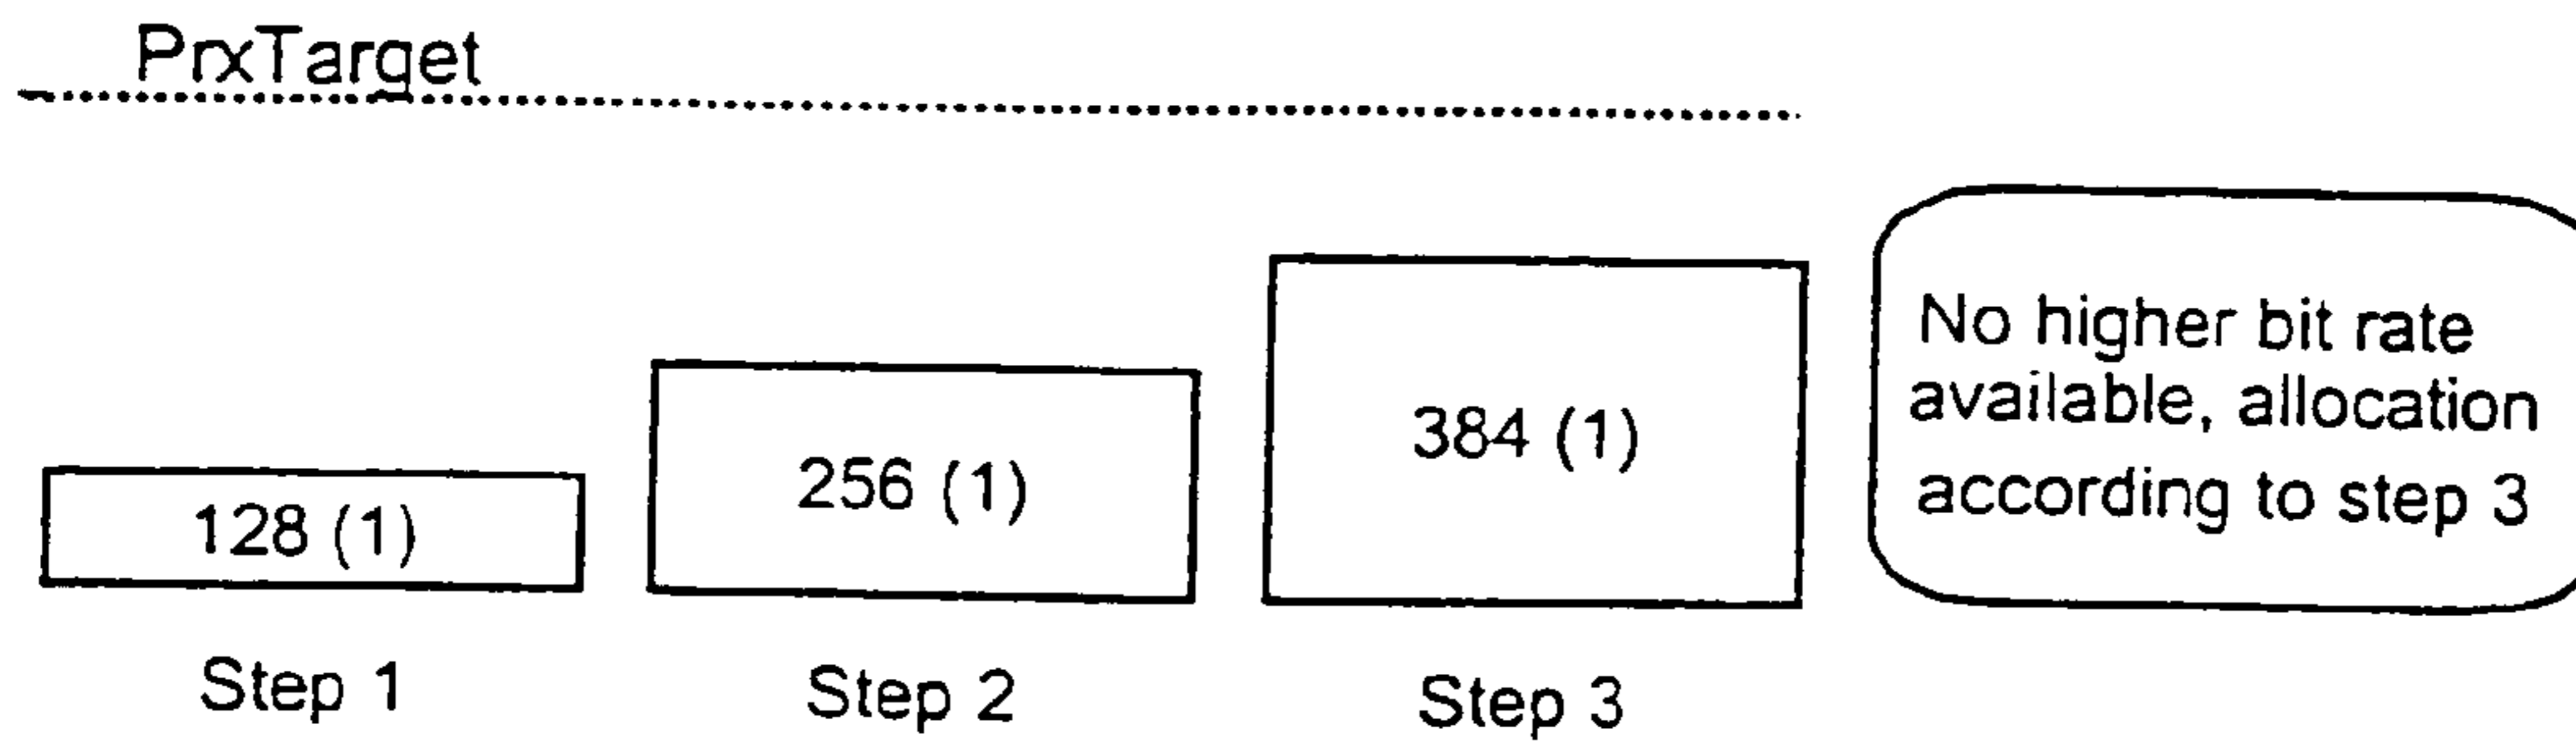 PrxTarget
128 (1)
256 (1)
384 (1)
No higher bit rate
available, allocation
according to step 3
Step 1
Step 2
Step 3